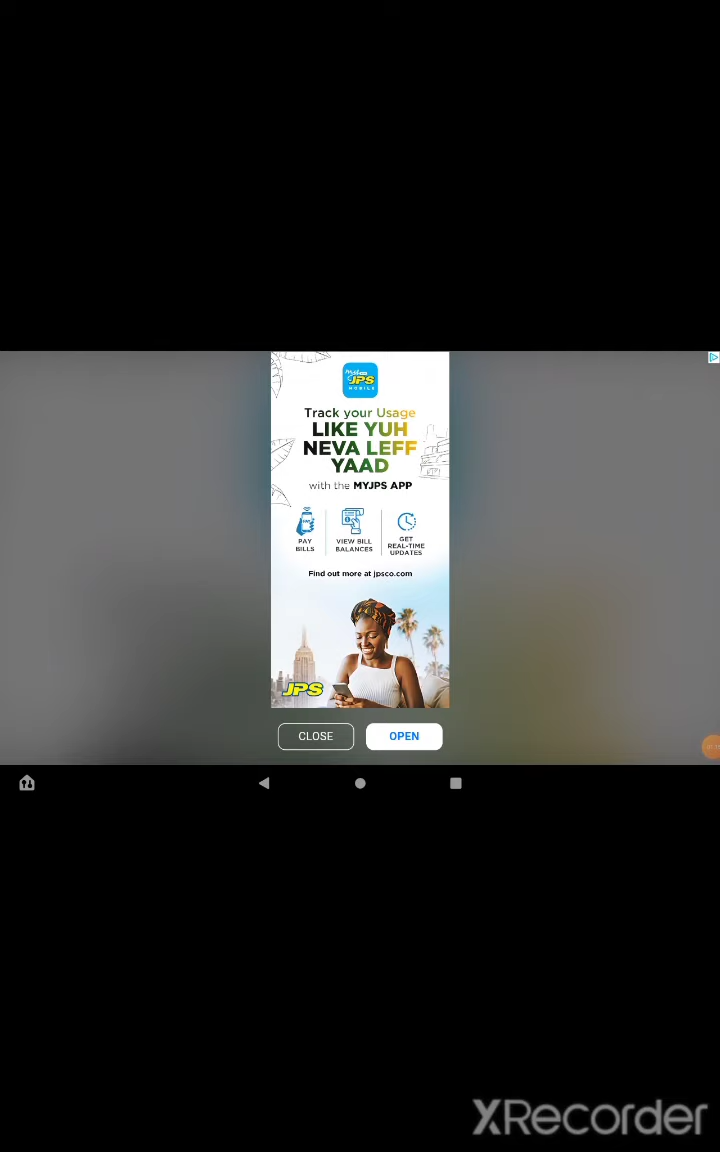 MyJPS
MOBILE
Track your Usage
LIKE YUH
NEVA LEFF
YAAD
with the MYJPS APP
PAY
BILLS
VIEW BILL
BALANCES
GET
REAL-TIME
UPDATES
Find out more at jpsco.com
JPS
CLOSE
OPEN
XRecorder